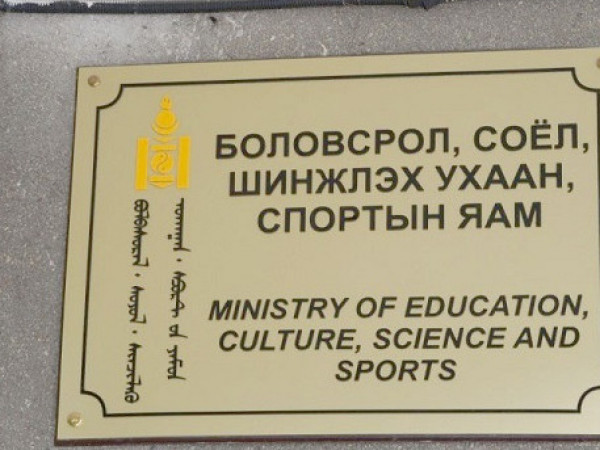 БОЛОВСРОЛ, СОЁЛ,
ШИНЖЛЭХ УХААН,
СПОРТЫН ЯАМ
MINISTRY OF EDUCATION,
CULTURE, SCIENCE AND
SPORTS